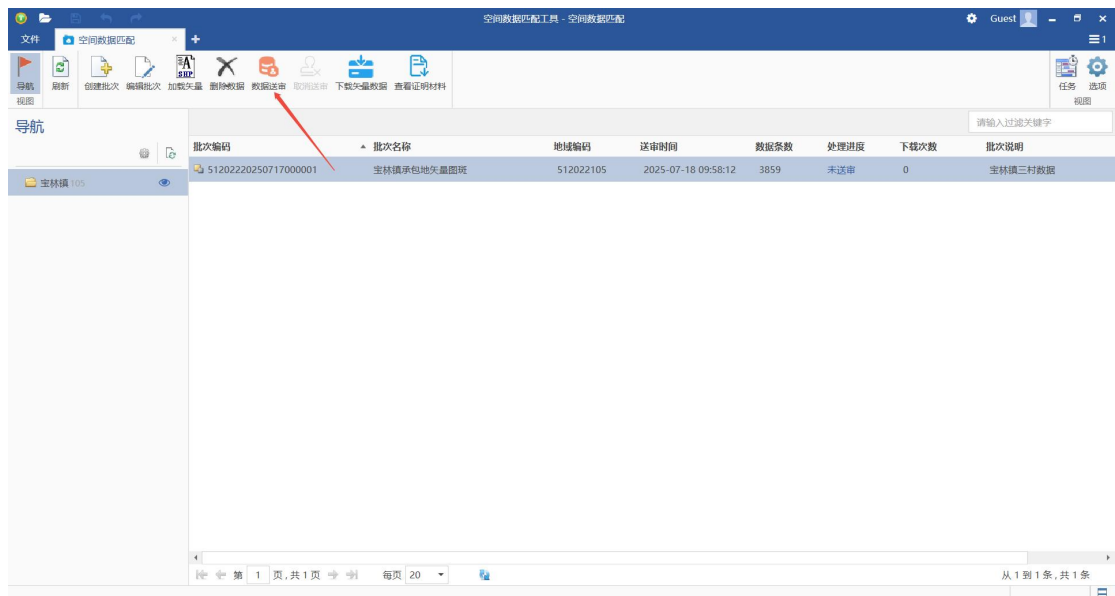 空间数据匹配工具 - 空间数据匹配
Guest
文件 空间数据匹配 × +
1
导航 刷新 创建批次 编辑批次 加载矢量 删除数据 数据送审 取消送审 下载矢量数据 查看证明材料 任务 选项
SHP
视图 视图
导航
请输入过滤关键字
批次编码 批次名称 地域编码 送审时间 数据条数 处理进度 下载次数 批次说明
51202220250717000001 宝林镇承包地矢量图斑 512022105 2025-07-18 09:58:12 3859 未送审 0 宝林镇三村数据
宝林镇 105
第 1 页,共1页 每页 20 从1到1条,共1条